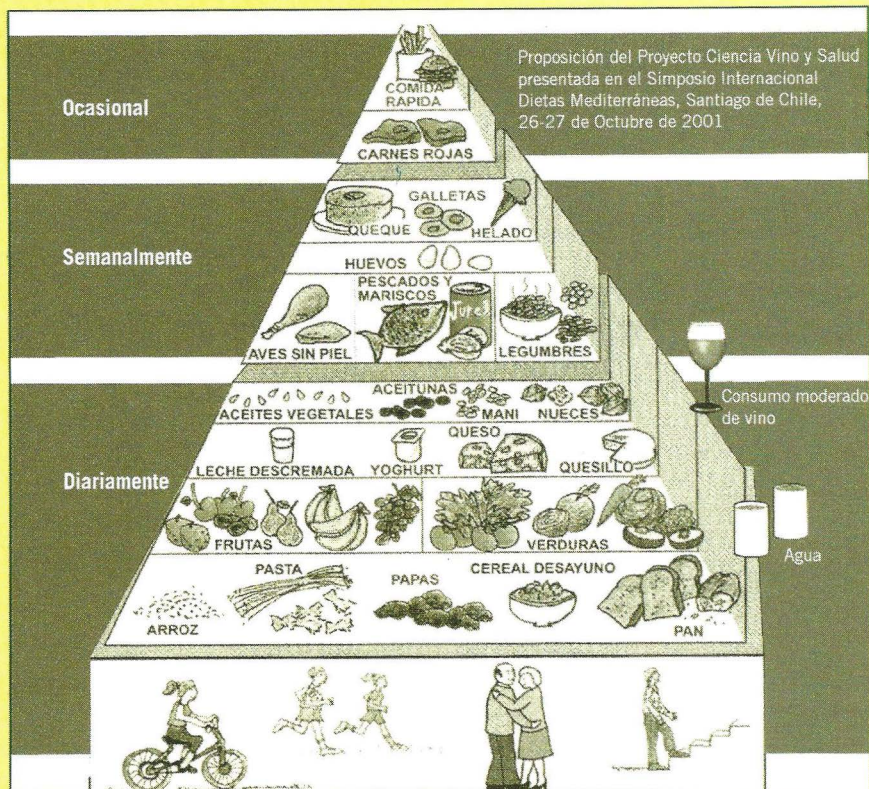 Proposición del Proyecto Ciencia Vino y Salud
presentada en el Simposio Internacional
Dietas Mediterráneas, Santiago de Chile,
26-27 de Octubre de 2001
Ocasional
COMIDA
RAPIDA
CARNES ROJAS
Semanalmente
GALLETAS
QUEQUE
HELADO
HUEVOS
PESCADOS Y
MARISCOS
Jurel
AVES SIN PIEL
LEGUMBRES
Diariamente
ACEITUNAS
ACEITES VEGETALES
MANI
NUECES
Consumo moderado
de vino
QUESO
LECHE DESCREMADA
YOGHURT
QUESILLO
FRUTAS
VERDURAS
Agua
PASTA
PAPAS
CEREAL DESAYUNO
ARROZ
PAN